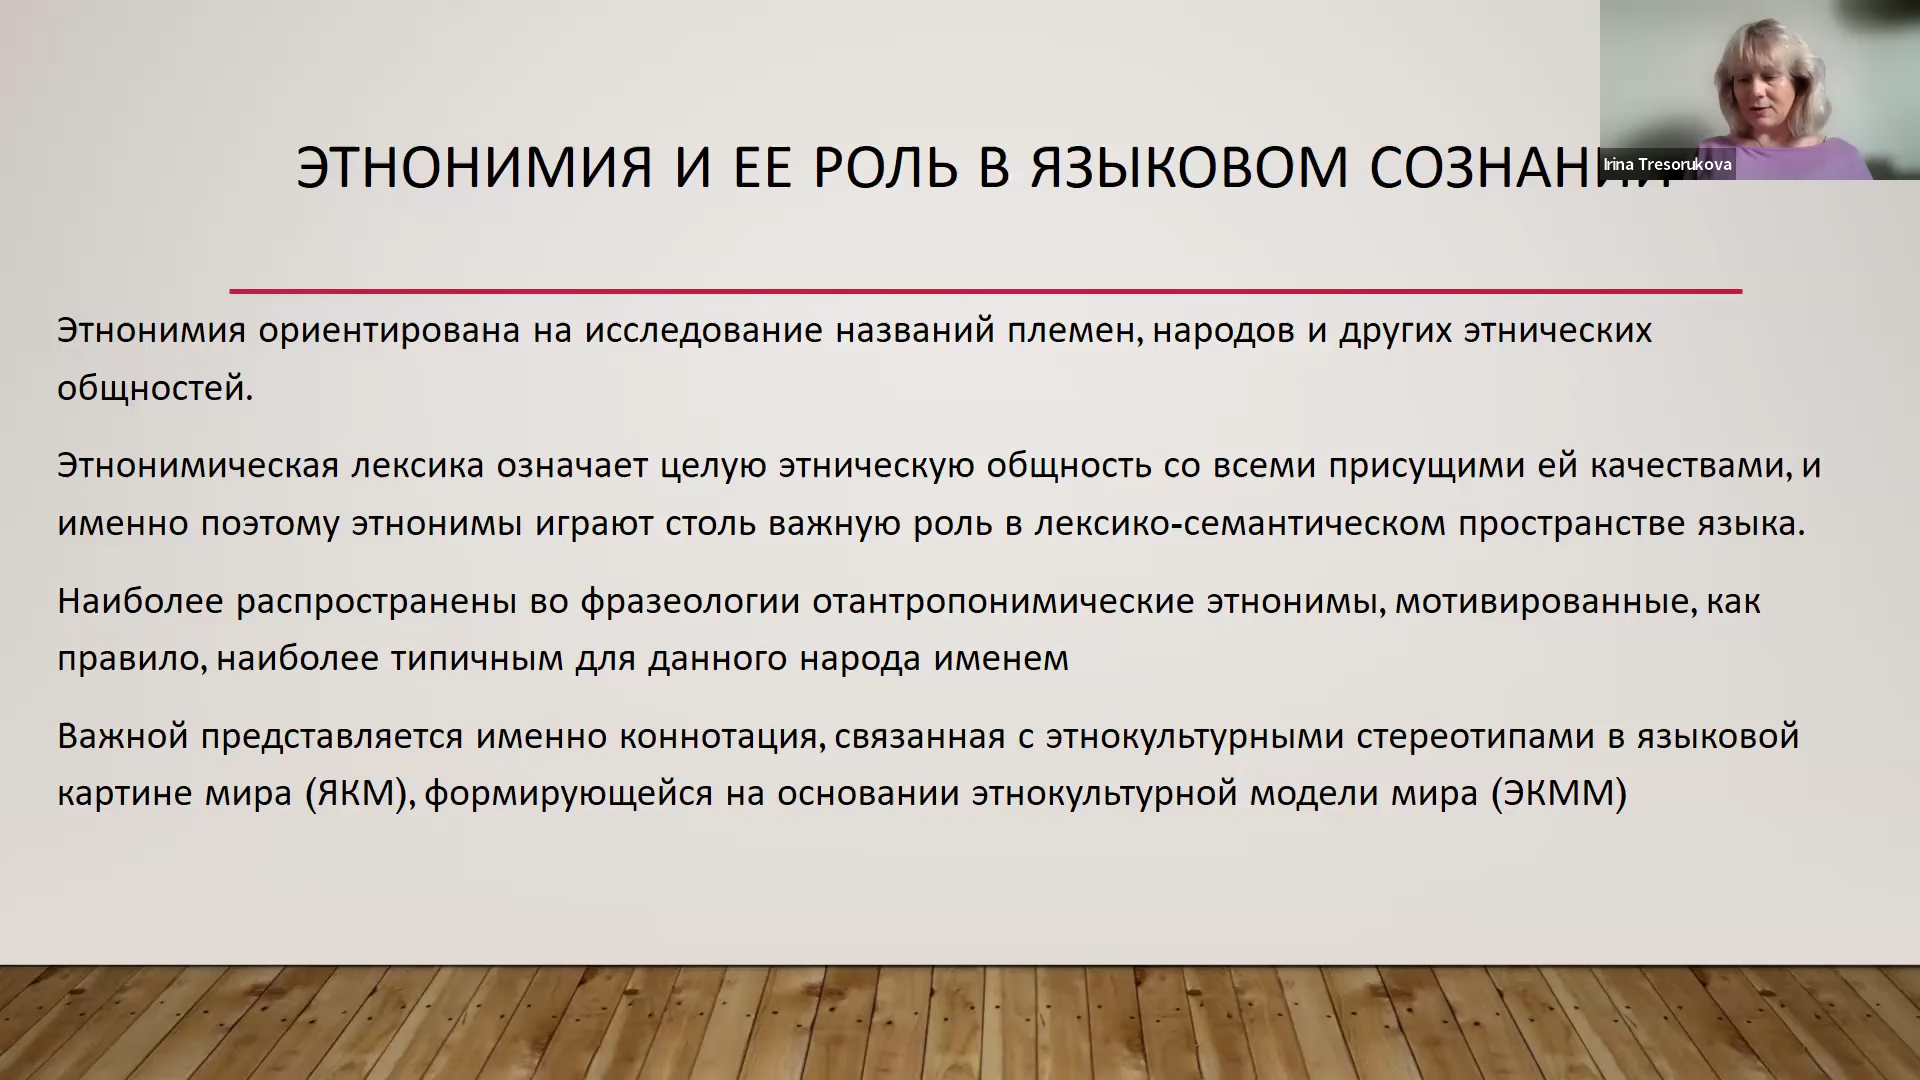 ЭТНОНИМИЯ И ЕЕ РОЛЬ В ЯЗЫКОВОМ СОЗНАНИИ
Irina Tresorukova
Этнонимия ориентирована на исследование названий племен, народов и других этнических
общностей.
Этнонимическая лексика означает целую этническую общность со всеми присущими ей качествами, и
именно поэтому этнонимы играют столь важную роль в лексико-семантическом пространстве языка.
Наиболее распространены во фразеологии отантропонимические этнонимы, мотивированные, как
правило, наиболее типичным для данного народа именем
Важной представляется именно коннотация, связанная с этнокультурными стереотипами в языковой
картине мира (ЯКМ), формирующейся на основании этнокультурной модели мира (ЭКММ)